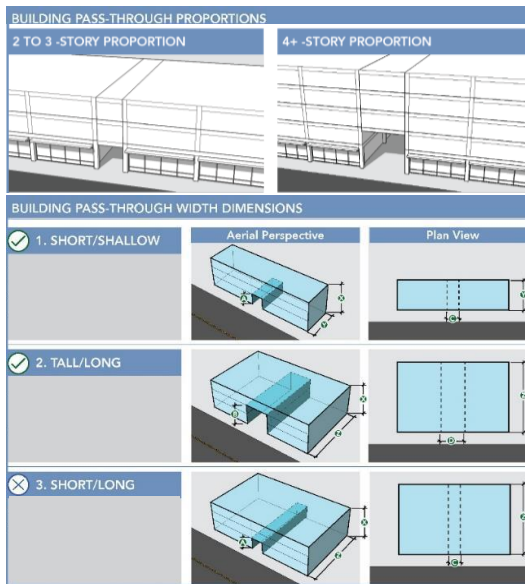 BUILDING PASS-THROUGH PROPORTIONS
2 TO 3 -STORY PROPORTION
4+ -STORY PROPORTION
BUILDING PASS-THROUGH WIDTH DIMENSIONS
1. SHORT/SHALLOW
Aerial Perspective
Plan View
A
X
Y
C
Y
2. TALL/LONG
B
X
Z
D
Z
3. SHORT/LONG
A
X
Z
C
Z